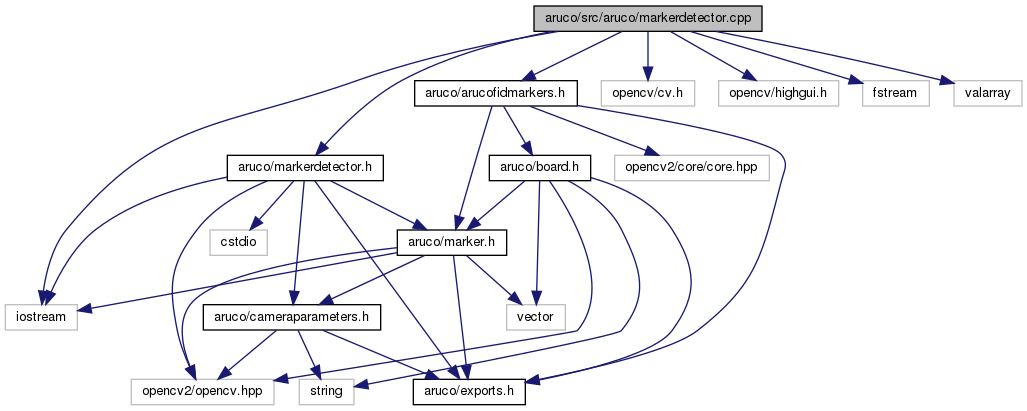 aruco/src/aruco/markerdetector.cpp
aruco/arucofidmarkers.h
opencv/cv.h
opencv/highgui.h
fstream
valarray
aruco/markerdetector.h
aruco/board.h
opencv2/core/core.hpp
cstdio
aruco/marker.h
iostream
aruco/cameraparameters.h
vector
opencv2/opencv.hpp
string
aruco/exports.h